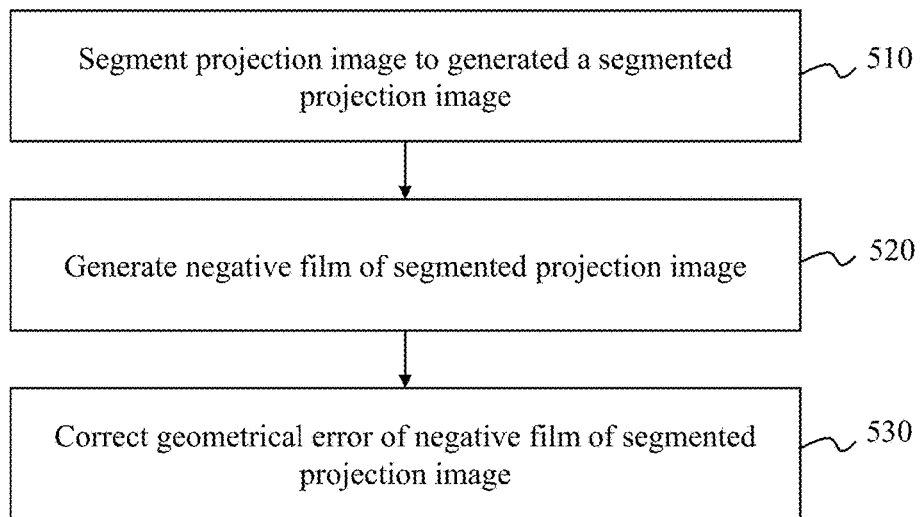 Segment projection image to generated a segmented
projection image
510
Generate negative film of segmented projection image
520
Correct geometrical error of negative film of segmented
projection image
530